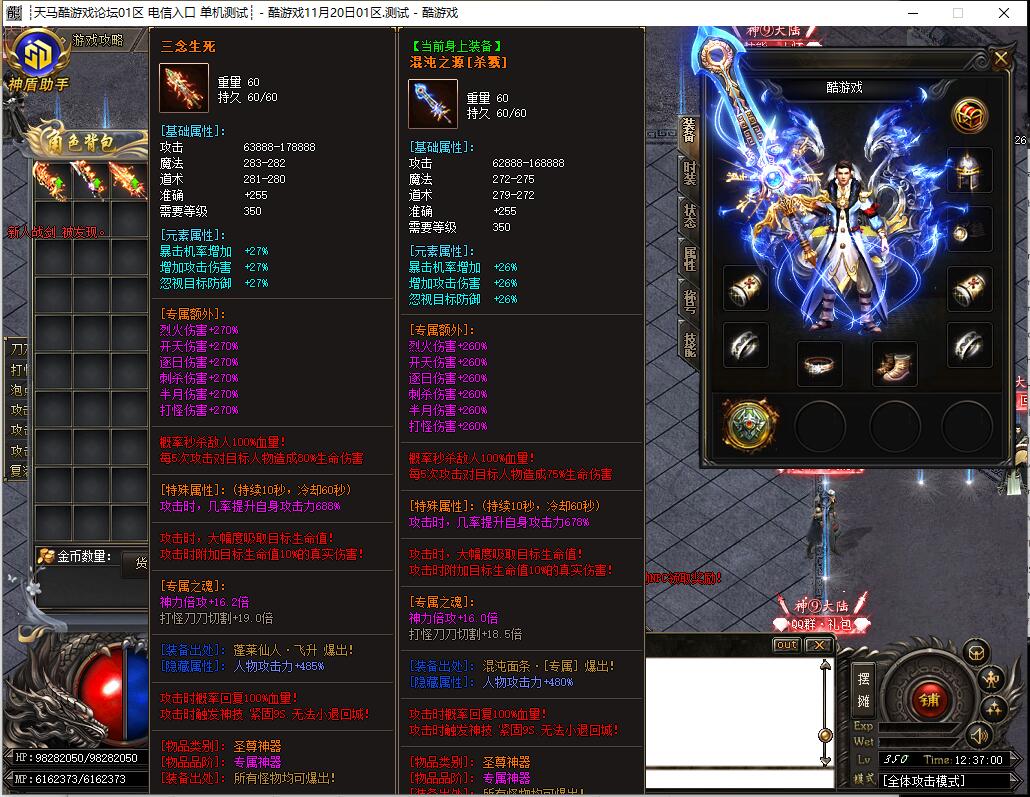 天马酷游戏论坛01区 电信入口 单机测试 - 酷游戏11月20日01区.测试 - 酷游戏
游戏攻略
神盾助手
角色背包
新人战剑 被发现。
金币数量:
货
三念生死
重量 60
持久 60/60
[基础属性]:
攻击 63888-178888
魔法 283-282
道术 281-280
准确 +255
需要等级 350
[元素属性]:
暴击机率增加 +27%
增加攻击伤害 +27%
忽视目标防御 +27%
[专属额外]:
烈火伤害+270%
开天伤害+270%
逐日伤害+270%
刺杀伤害+270%
半月伤害+270%
打怪伤害+270%
概率秒杀敌人100%血量!
每5次攻击对目标人物造成80%生命伤害
[特殊属性]:(持续10秒，冷却60秒)
攻击时，几率提升自身攻击力688%
攻击时，大幅度吸取目标生命值!
攻击时附加目标生命值10%的真实伤害!
[专属之魂]:
神力倍攻+16.2倍
打怪刀刀切割+19.0倍
[装备出处]: 蓬莱仙人·飞升 爆出!
[隐藏属性]: 人物攻击力+485%
攻击时概率回复100%血量!
攻击时触发神技 紧固9S 无法小退回城!
[物品类别]: 圣尊神器
[物品品阶]: 专属神器
[装备出处]: 所有怪物均可爆出!
【当前身上装备】
混沌之源[杀戮]
重量 60
持久 60/60
[基础属性]:
攻击 62888-168888
魔法 272-275
道术 279-272
准确 +255
需要等级 350
[元素属性]:
暴击机率增加 +26%
增加攻击伤害 +26%
忽视目标防御 +26%
[专属额外]:
烈火伤害+260%
开天伤害+260%
逐日伤害+260%
刺杀伤害+260%
半月伤害+260%
打怪伤害+260%
概率秒杀敌人100%血量!
每5次攻击对目标人物造成75%生命伤害
[特殊属性]:(持续10秒，冷却60秒)
攻击时，几率提升自身攻击力678%
攻击时，大幅度吸取目标生命值!
攻击时附加目标生命值10%的真实伤害!
[专属之魂]:
神力倍攻+16.0倍
打怪刀刀切割+18.5倍
[装备出处]: 混沌面条·[专属] 爆出!
[隐藏属性]: 人物攻击力+480%
攻击时概率回复100%血量!
攻击时触发神技 紧固9S 无法小退回城!
[物品类别]: 圣尊神器
[物品品阶]: 专属神器
[装备出处]: 所有怪物均可爆出!
神⑨大陆
酷游戏
装备
时装
状态
属性
称号
技能
26
NPC领取奖励!
神⑨大陆
QQ群·礼包
out
摆摊
铺
Exp
Wet
Lv 350 Time 12:37:00
模式 [全体攻击模式]
HP:98282050/98282050
MP:6162373/6162373